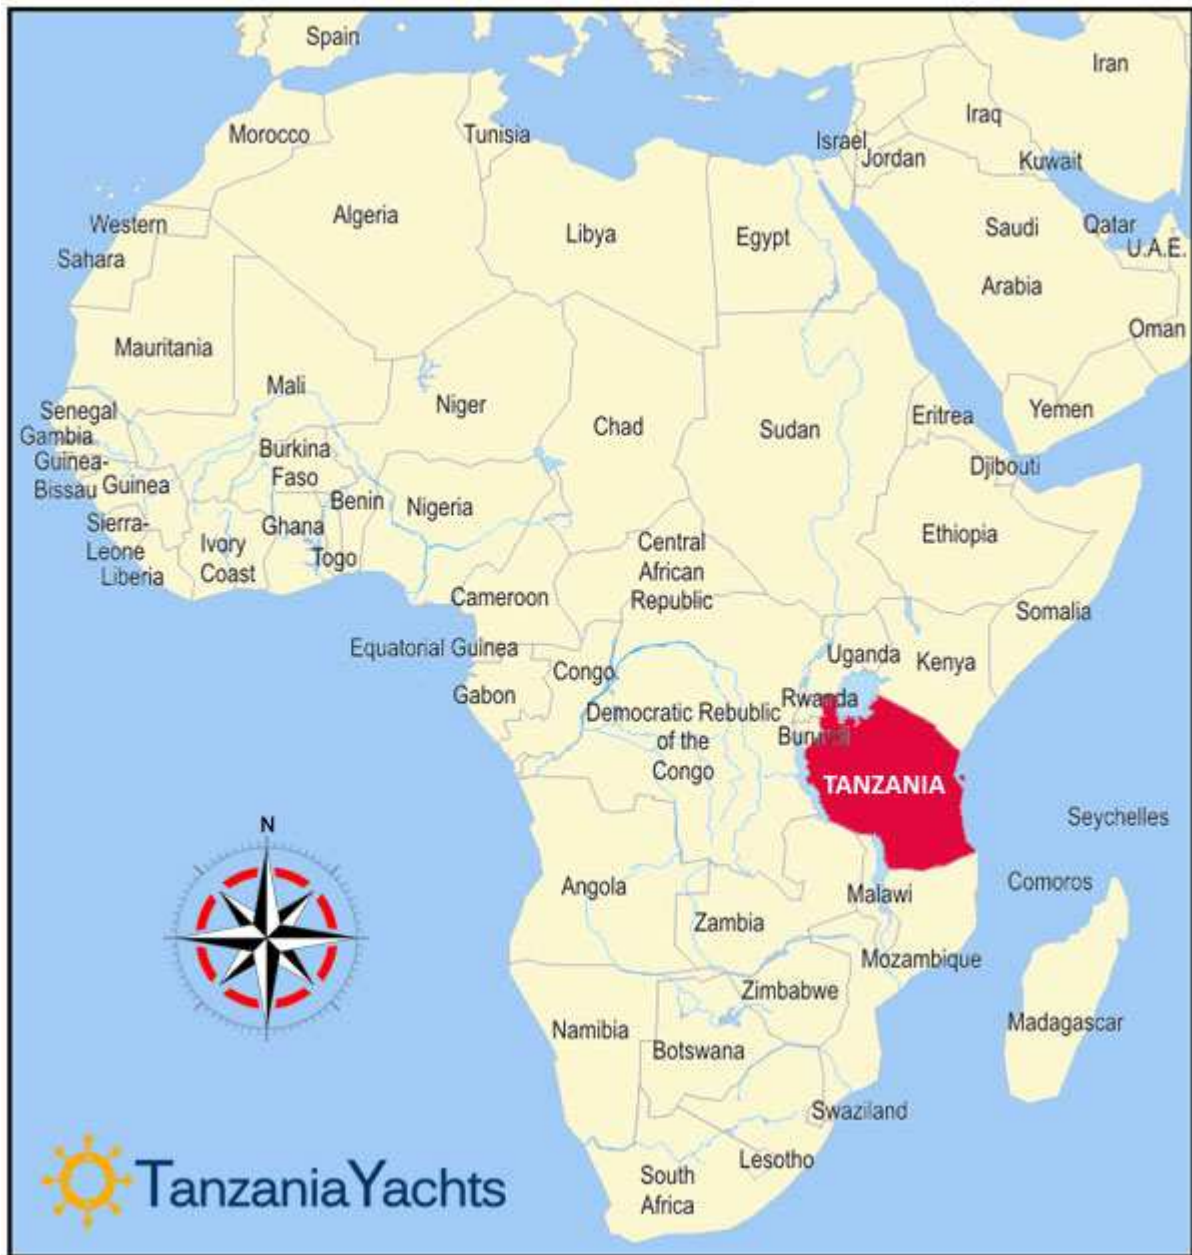 Spain
Iran
Iraq
Morocco
Tunisia
Israel
Jordan
Kuwait
Algeria
Western
Sahara
Libya
Egypt
Saudi
Arabia
Qatar
U.A.E.
Oman
Mauritania
Mali
Niger
Chad
Sudan
Eritrea
Yemen
Senegal
Gambia
Guinea-
Bissau
Guinea
Burkina
Faso
Benin
Nigeria
Djibouti
Sierra-
Leone
Liberia
Ivory
Coast
Ghana
Togo
Central
African
Republic
Ethiopia
Cameroon
Somalia
Equatorial Guinea
Congo
Uganda
Kenya
Gabon
Rwanda
Democratic Rebublic
of the
Congo
Burundi
TANZANIA
Seychelles
N
Angola
Malawi
Comoros
Zambia
Mozambique
Zimbabwe
Namibia
Botswana
Madagascar
Swaziland
Lesotho
South
Africa
TanzaniaYachts